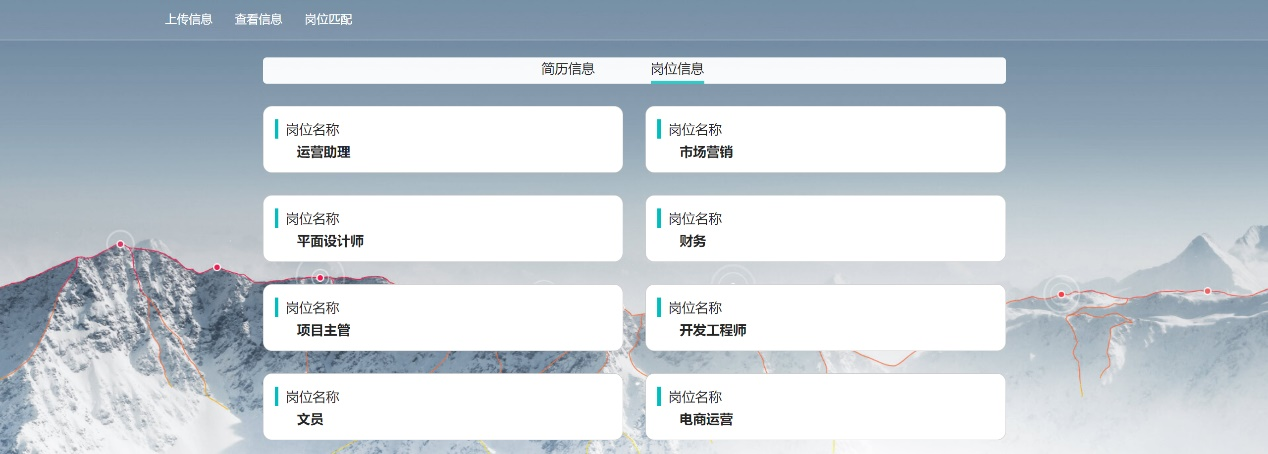 上传信息 查看信息 岗位匹配
简历信息 岗位信息
岗位名称
运营助理
岗位名称
市场营销
岗位名称
平面设计师
岗位名称
财务
岗位名称
项目主管
岗位名称
开发工程师
岗位名称
文员
岗位名称
电商运营